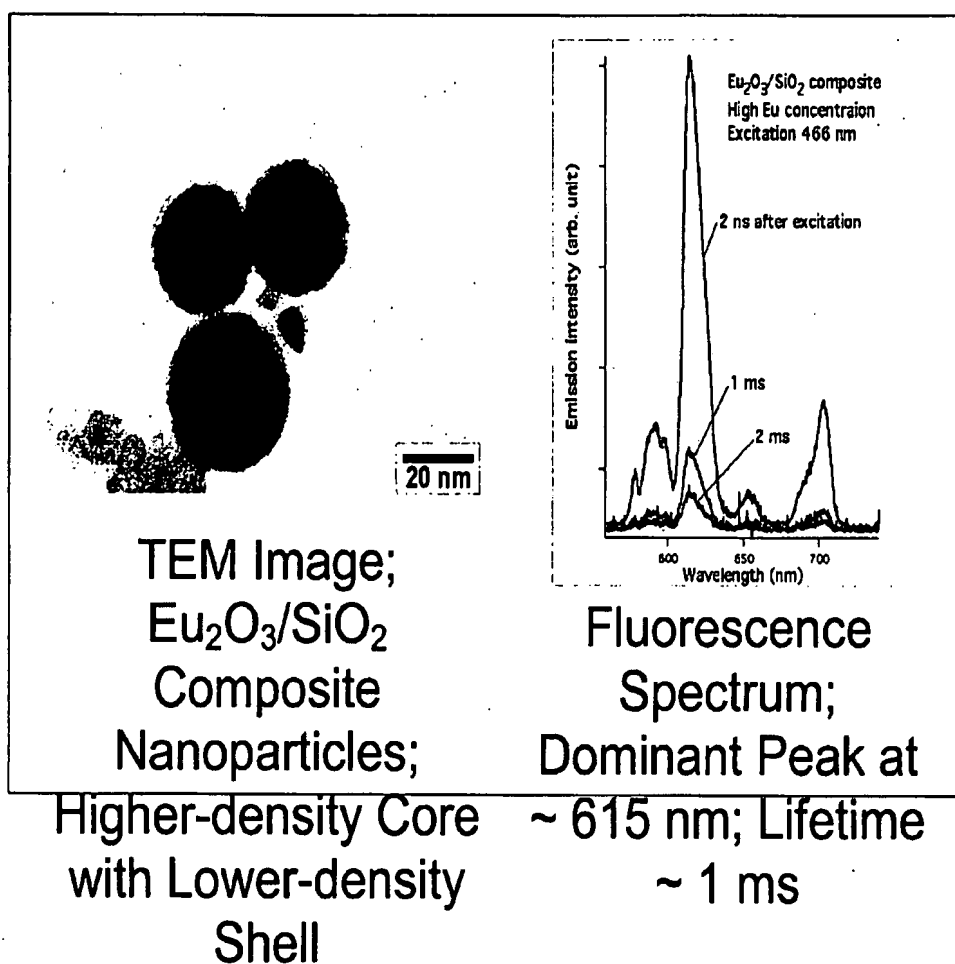 Eu₂O₃/SiO₂ composite
High Eu concentraion
Excitation 466 nm
2 ns after excitation
1 ms
2 ms
Emission Intensity (arb. unit)
600 650 700
Wavelength (nm)
20 nm
TEM Image;
Eu₂O₃/SiO₂
Composite
Nanoparticles;
Higher-density Core
with Lower-density
Shell
Fluorescence
Spectrum;
Dominant Peak at
~ 615 nm; Lifetime
~ 1 ms